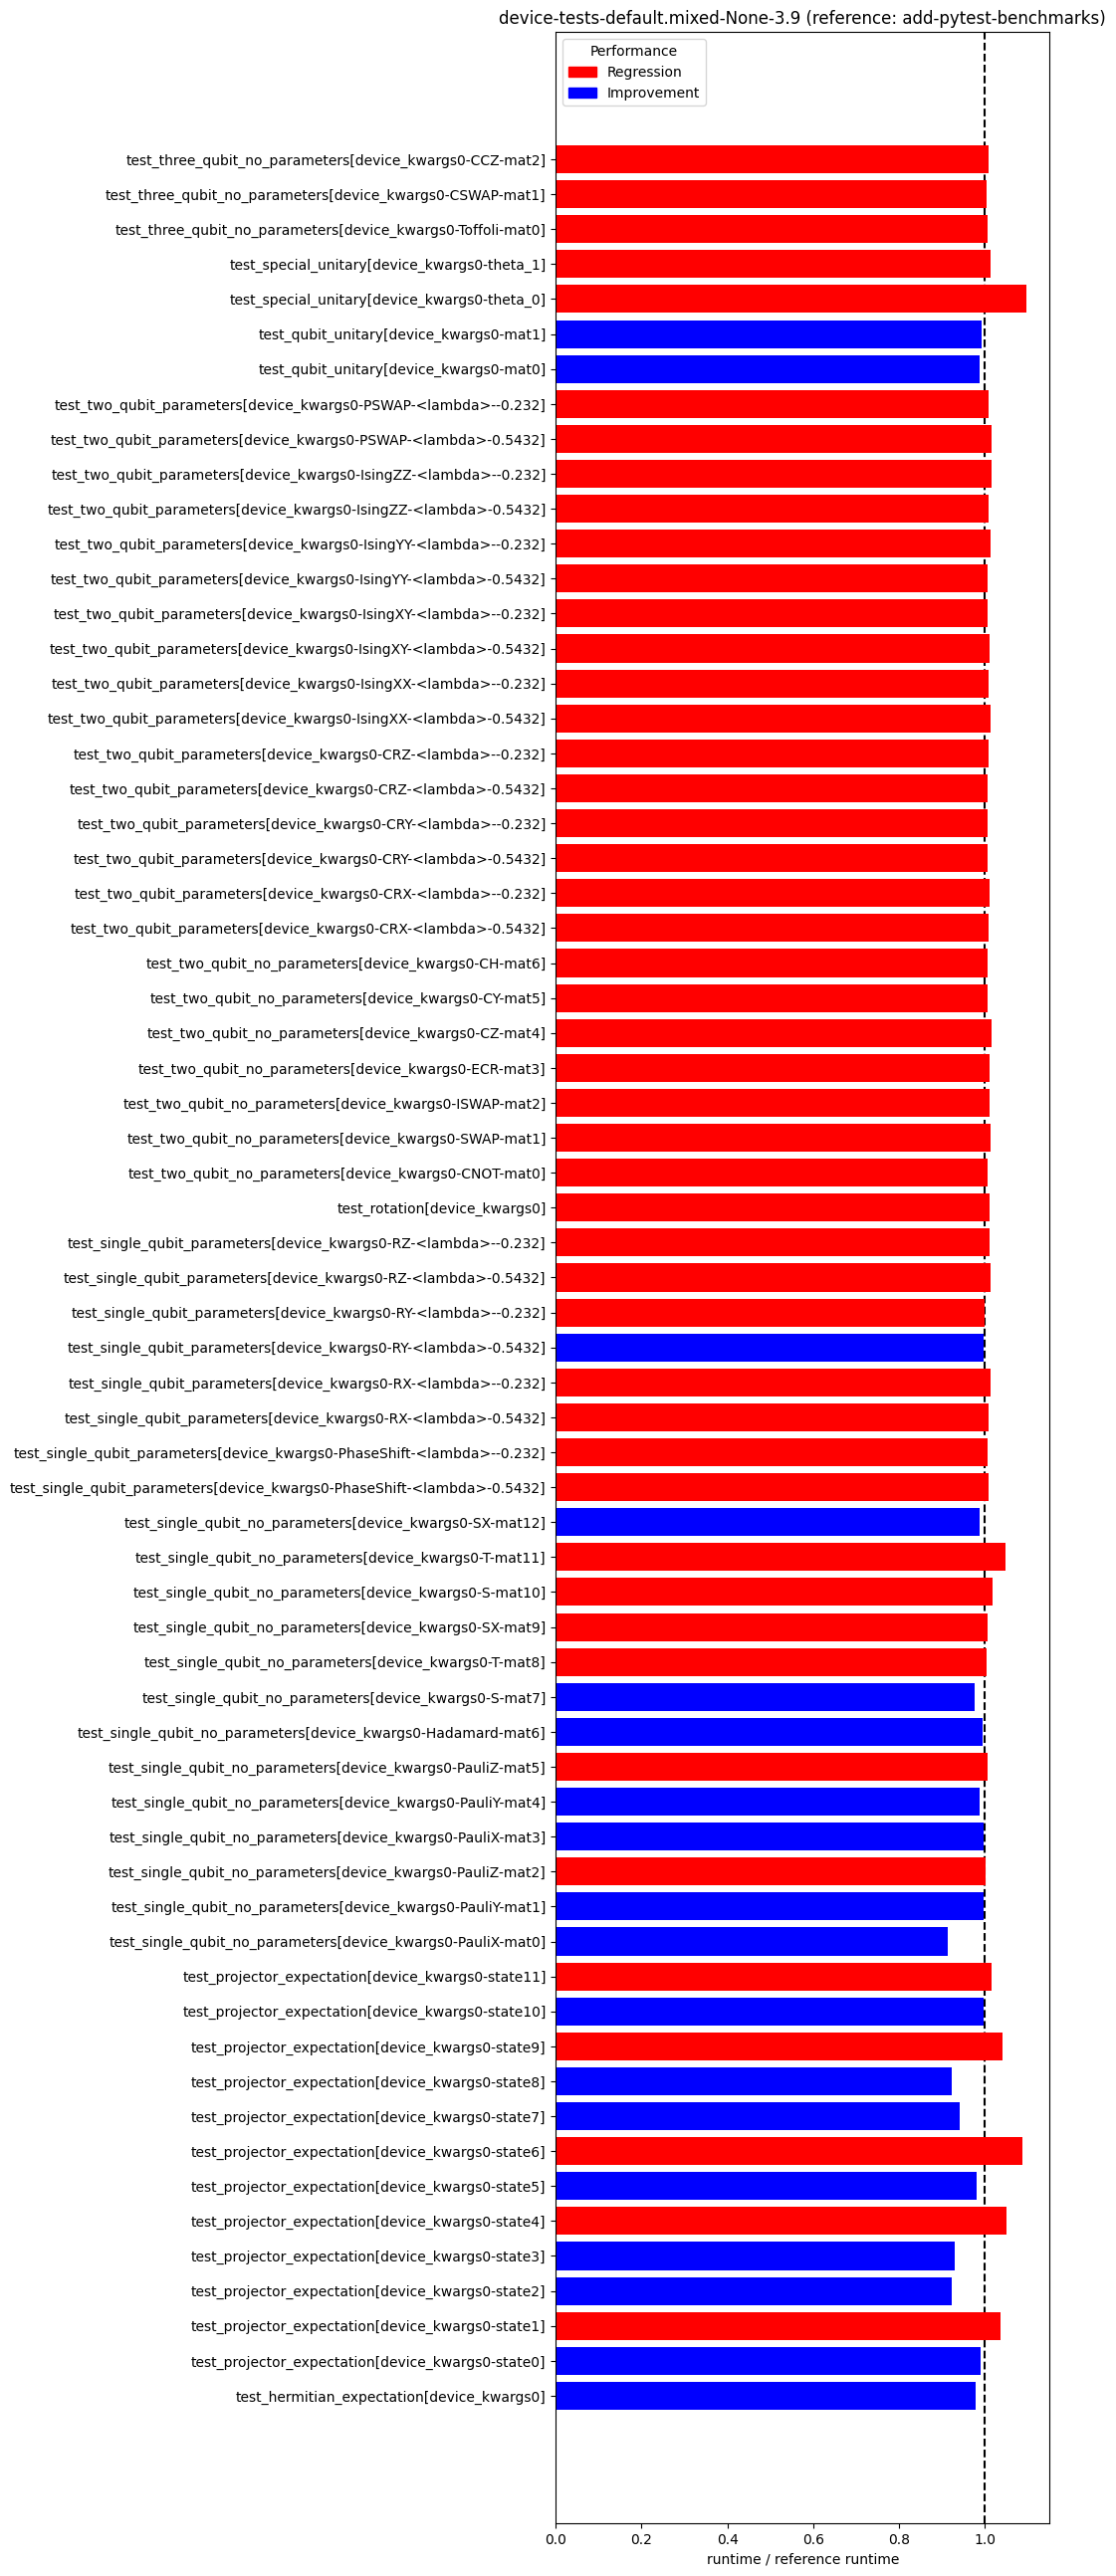 device-tests-default.mixed-None-3.9 (reference: add-pytest-benchmarks)
Performance
Regression
Improvement
test_three_qubit_no_parameters[device_kwargs0-CCZ-mat2]
test_three_qubit_no_parameters[device_kwargs0-CSWAP-mat1]
test_three_qubit_no_parameters[device_kwargs0-Toffoli-mat0]
test_special_unitary[device_kwargs0-theta_1]
test_special_unitary[device_kwargs0-theta_0]
test_qubit_unitary[device_kwargs0-mat1]
test_qubit_unitary[device_kwargs0-mat0]
test_two_qubit_parameters[device_kwargs0-PSWAP-<lambda>--0.232]
test_two_qubit_parameters[device_kwargs0-PSWAP-<lambda>-0.5432]
test_two_qubit_parameters[device_kwargs0-IsingZZ-<lambda>--0.232]
test_two_qubit_parameters[device_kwargs0-IsingZZ-<lambda>-0.5432]
test_two_qubit_parameters[device_kwargs0-IsingYY-<lambda>--0.232]
test_two_qubit_parameters[device_kwargs0-IsingYY-<lambda>-0.5432]
test_two_qubit_parameters[device_kwargs0-IsingXY-<lambda>--0.232]
test_two_qubit_parameters[device_kwargs0-IsingXY-<lambda>-0.5432]
test_two_qubit_parameters[device_kwargs0-IsingXX-<lambda>--0.232]
test_two_qubit_parameters[device_kwargs0-IsingXX-<lambda>-0.5432]
test_two_qubit_parameters[device_kwargs0-CRZ-<lambda>--0.232]
test_two_qubit_parameters[device_kwargs0-CRZ-<lambda>-0.5432]
test_two_qubit_parameters[device_kwargs0-CRY-<lambda>--0.232]
test_two_qubit_parameters[device_kwargs0-CRY-<lambda>-0.5432]
test_two_qubit_parameters[device_kwargs0-CRX-<lambda>--0.232]
test_two_qubit_parameters[device_kwargs0-CRX-<lambda>-0.5432]
test_two_qubit_no_parameters[device_kwargs0-CH-mat6]
test_two_qubit_no_parameters[device_kwargs0-CY-mat5]
test_two_qubit_no_parameters[device_kwargs0-CZ-mat4]
test_two_qubit_no_parameters[device_kwargs0-ECR-mat3]
test_two_qubit_no_parameters[device_kwargs0-ISWAP-mat2]
test_two_qubit_no_parameters[device_kwargs0-SWAP-mat1]
test_two_qubit_no_parameters[device_kwargs0-CNOT-mat0]
test_rotation[device_kwargs0]
test_single_qubit_parameters[device_kwargs0-RZ-<lambda>--0.232]
test_single_qubit_parameters[device_kwargs0-RZ-<lambda>-0.5432]
test_single_qubit_parameters[device_kwargs0-RY-<lambda>--0.232]
test_single_qubit_parameters[device_kwargs0-RY-<lambda>-0.5432]
test_single_qubit_parameters[device_kwargs0-RX-<lambda>--0.232]
test_single_qubit_parameters[device_kwargs0-RX-<lambda>-0.5432]
test_single_qubit_parameters[device_kwargs0-PhaseShift-<lambda>--0.232]
test_single_qubit_parameters[device_kwargs0-PhaseShift-<lambda>-0.5432]
test_single_qubit_no_parameters[device_kwargs0-SX-mat12]
test_single_qubit_no_parameters[device_kwargs0-T-mat11]
test_single_qubit_no_parameters[device_kwargs0-S-mat10]
test_single_qubit_no_parameters[device_kwargs0-SX-mat9]
test_single_qubit_no_parameters[device_kwargs0-T-mat8]
test_single_qubit_no_parameters[device_kwargs0-S-mat7]
test_single_qubit_no_parameters[device_kwargs0-Hadamard-mat6]
test_single_qubit_no_parameters[device_kwargs0-PauliZ-mat5]
test_single_qubit_no_parameters[device_kwargs0-PauliY-mat4]
test_single_qubit_no_parameters[device_kwargs0-PauliX-mat3]
test_single_qubit_no_parameters[device_kwargs0-PauliZ-mat2]
test_single_qubit_no_parameters[device_kwargs0-PauliY-mat1]
test_single_qubit_no_parameters[device_kwargs0-PauliX-mat0]
test_projector_expectation[device_kwargs0-state11]
test_projector_expectation[device_kwargs0-state10]
test_projector_expectation[device_kwargs0-state9]
test_projector_expectation[device_kwargs0-state8]
test_projector_expectation[device_kwargs0-state7]
test_projector_expectation[device_kwargs0-state6]
test_projector_expectation[device_kwargs0-state5]
test_projector_expectation[device_kwargs0-state4]
test_projector_expectation[device_kwargs0-state3]
test_projector_expectation[device_kwargs0-state2]
test_projector_expectation[device_kwargs0-state1]
test_projector_expectation[device_kwargs0-state0]
test_hermitian_expectation[device_kwargs0]
0.0 0.2 0.4 0.6 0.8 1.0
runtime / reference runtime